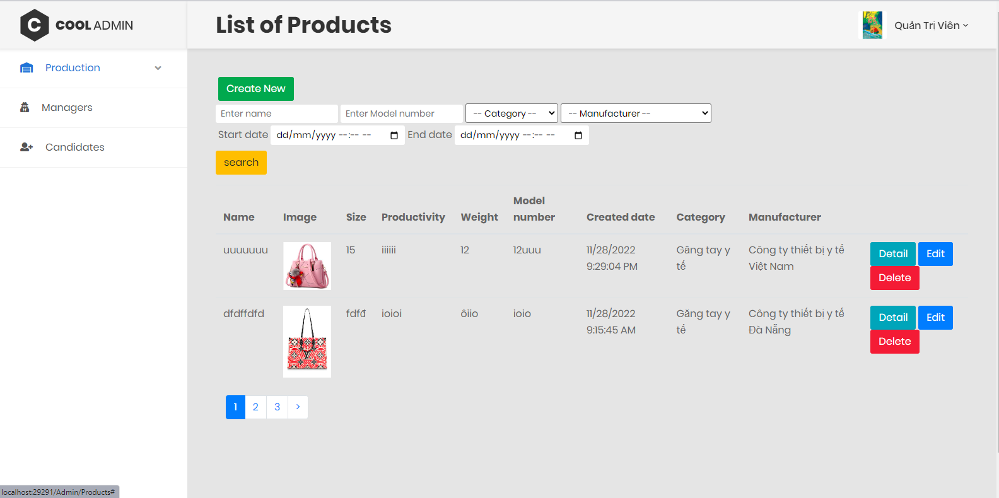 C COOL ADMIN
List of Products
Quản Trị Viên
Production
Managers
Candidates
Create New
Enter name Enter Model number -- Category -- -- Manufacturer --
Start date dd/mm/yyyy --:-- -- End date dd/mm/yyyy --:-- --
search
Name Image Size Productivity Weight Model number Created date Category Manufacturer
uuuuuuu 15 iiiiiii 12 12uuu 11/28/2022 Găng tay y Công ty thiết bị y tế Detail Edit
9:29:04 PM tế Việt Nam
Delete
dfdffdfd fdfđ ioioi ôiio ioio 11/28/2022 Găng tay y Công ty thiết bị y tế Detail Edit
9:15:45 AM tế Đà Nẵng
Delete
1 2 3 >
localhost:29291/Admin/Products#